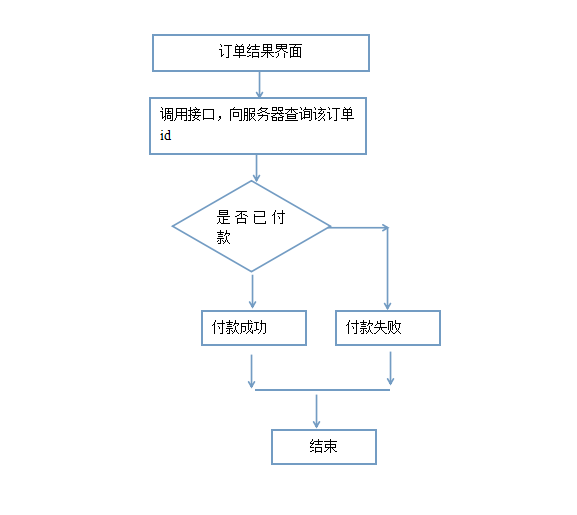 订单结果界面
调用接口，向服务器查询该订单
id
是否已付
款
付款成功
付款失败
结束